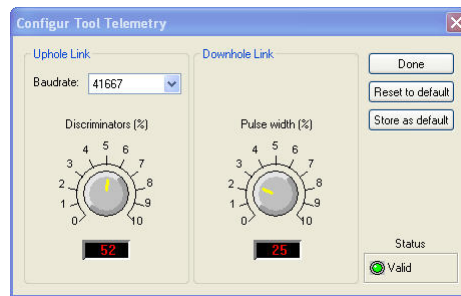 Configur Tool Telemetry
Uphole Link
Baudrate: 41667
Discriminators (%)
0 1 2 3 4 5 6 7 8 9 10
52
Downhole Link
Pulse width (%)
0 1 2 3 4 5 6 7 8 9 10
25
Done
Reset to default
Store as default
Status
Valid